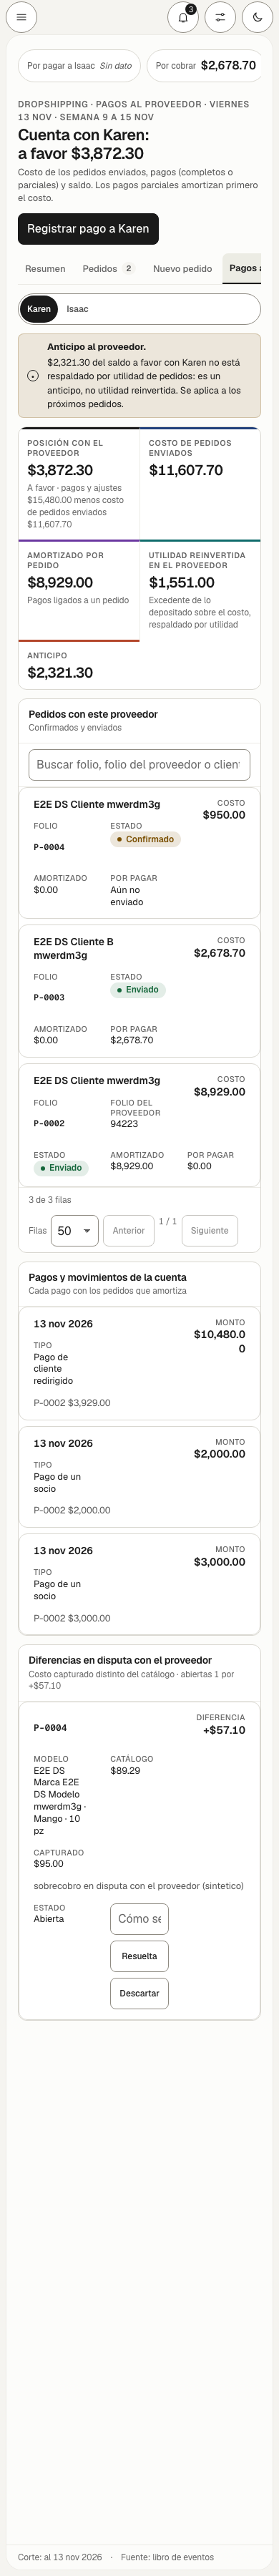 3
Por pagar a Isaac Sin dato
Por cobrar $2,678.70
DROPSHIPPING · PAGOS AL PROVEEDOR · VIERNES
13 NOV · SEMANA 9 A 15 NOV
Cuenta con Karen:
a favor $3,872.30
Costo de los pedidos enviados, pagos (completos o
parciales) y saldo. Los pagos parciales amortizan primero
el costo.
Registrar pago a Karen
Resumen Pedidos 2 Nuevo pedido Pagos a
Karen Isaac
Anticipo al proveedor.
$2,321.30 del saldo a favor con Karen no está
respaldado por utilidad de pedidos: es un
anticipo, no utilidad reinvertida. Se aplica a los
próximos pedidos.
POSICIÓN CON EL
PROVEEDOR
$3,872.30
A favor · pagos y ajustes
$15,480.00 menos costo
de pedidos enviados
$11,607.70
COSTO DE PEDIDOS
ENVIADOS
$11,607.70
AMORTIZADO POR
PEDIDO
$8,929.00
Pagos ligados a un pedido
UTILIDAD REINVERTIDA
EN EL PROVEEDOR
$1,551.00
Excedente de lo
depositado sobre el costo,
respaldado por utilidad
ANTICIPO
$2,321.30
Pedidos con este proveedor
Confirmados y enviados
Buscar folio, folio del proveedor o client
E2E DS Cliente mwerdm3g
COSTO
$950.00
FOLIO
P-0004
ESTADO
Confirmado
AMORTIZADO
$0.00
POR PAGAR
Aún no
enviado
E2E DS Cliente B
mwerdm3g
COSTO
$2,678.70
FOLIO
P-0003
ESTADO
Enviado
AMORTIZADO
$0.00
POR PAGAR
$2,678.70
E2E DS Cliente mwerdm3g
COSTO
$8,929.00
FOLIO
P-0002
FOLIO DEL
PROVEEDOR
94223
ESTADO
Enviado
AMORTIZADO
$8,929.00
POR PAGAR
$0.00
3 de 3 filas
Filas 50 Anterior 1 / 1 Siguiente
Pagos y movimientos de la cuenta
Cada pago con los pedidos que amortiza
13 nov 2026
MONTO
$10,480.0
0
TIPO
Pago de
cliente
redirigido
P-0002 $3,929.00
13 nov 2026
MONTO
$2,000.00
TIPO
Pago de un
socio
P-0002 $2,000.00
13 nov 2026
MONTO
$3,000.00
TIPO
Pago de un
socio
P-0002 $3,000.00
Diferencias en disputa con el proveedor
Costo capturado distinto del catálogo · abiertas 1 por
+$57.10
P-0004
DIFERENCIA
+$57.10
MODELO
E2E DS
Marca E2E
DS Modelo
mwerdm3g ·
Mango · 10
pz
CATÁLOGO
$89.29
CAPTURADO
$95.00
sobrecobro en disputa con el proveedor (sintetico)
ESTADO
Abierta
Cómo se
Resuelta
Descartar
Corte: al 13 nov 2026 · Fuente: libro de eventos